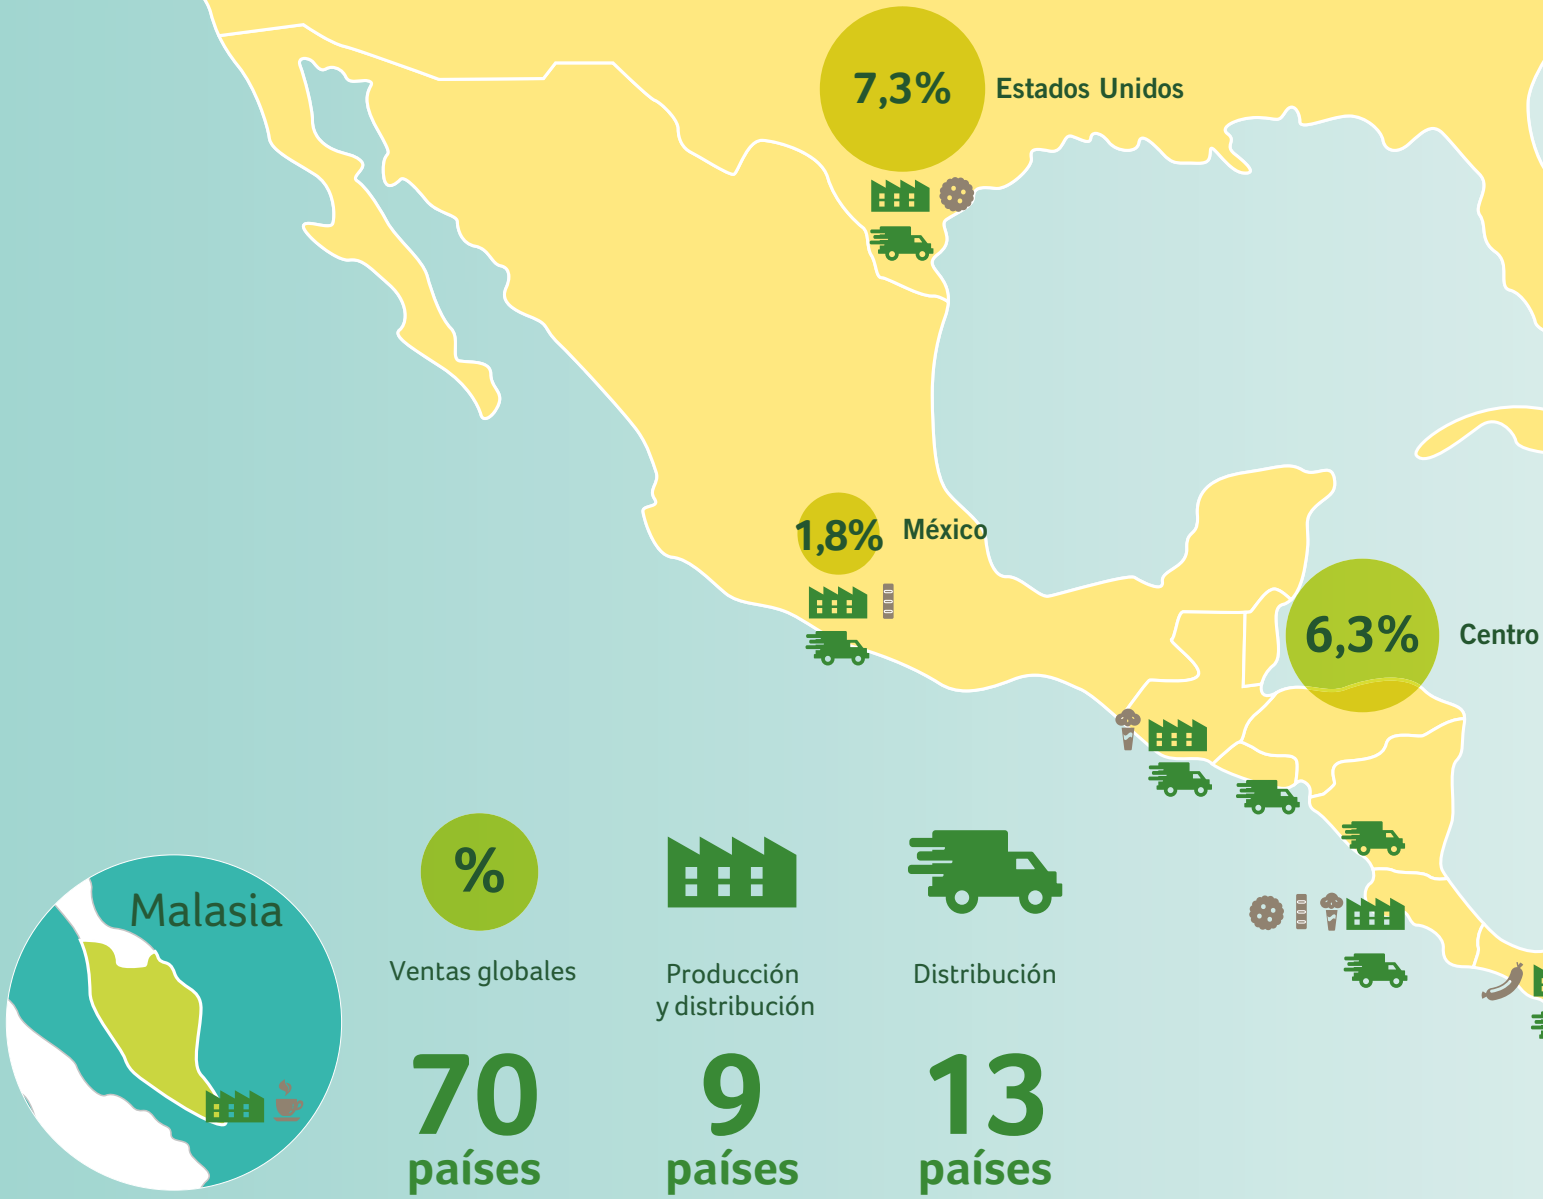 7,3%
Estados Unidos
1,8%
México
6,3%
Centro
Malasia
%
Ventas globales
70
países
Producción
y distribución
9
países
Distribución
13
países